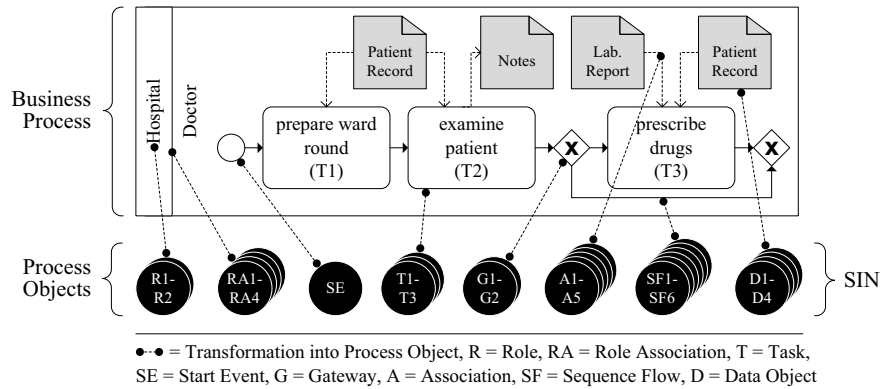 Patient
Record
Notes
Lab.
Report
Patient
Record
Business
Process
Hospital
Doctor
prepare ward
round
(T1)
examine
patient
(T2)
X
prescribe
drugs
(T3)
X
Process
Objects
R1-
R2
RA1-
RA4
SE
T1-
T3
G1-
G2
A1-
A5
SF1-
SF6
D1-
D4
SIN
= Transformation into Process Object, R = Role, RA = Role Association, T = Task,
SE = Start Event, G = Gateway, A = Association, SF = Sequence Flow, D = Data Object